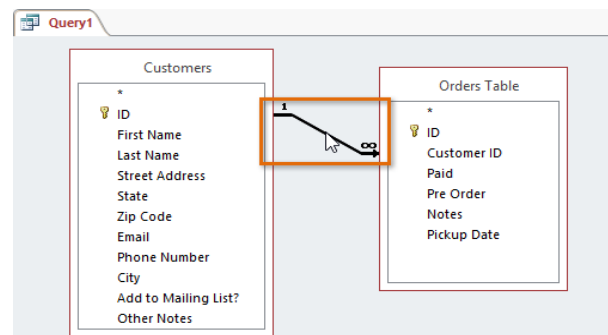 Query1
Customers
*
ID
First Name
Last Name
Street Address
State
Zip Code
Email
Phone Number
City
Add to Mailing List?
Other Notes
1
∞
Orders Table
*
ID
Customer ID
Paid
Pre Order
Notes
Pickup Date